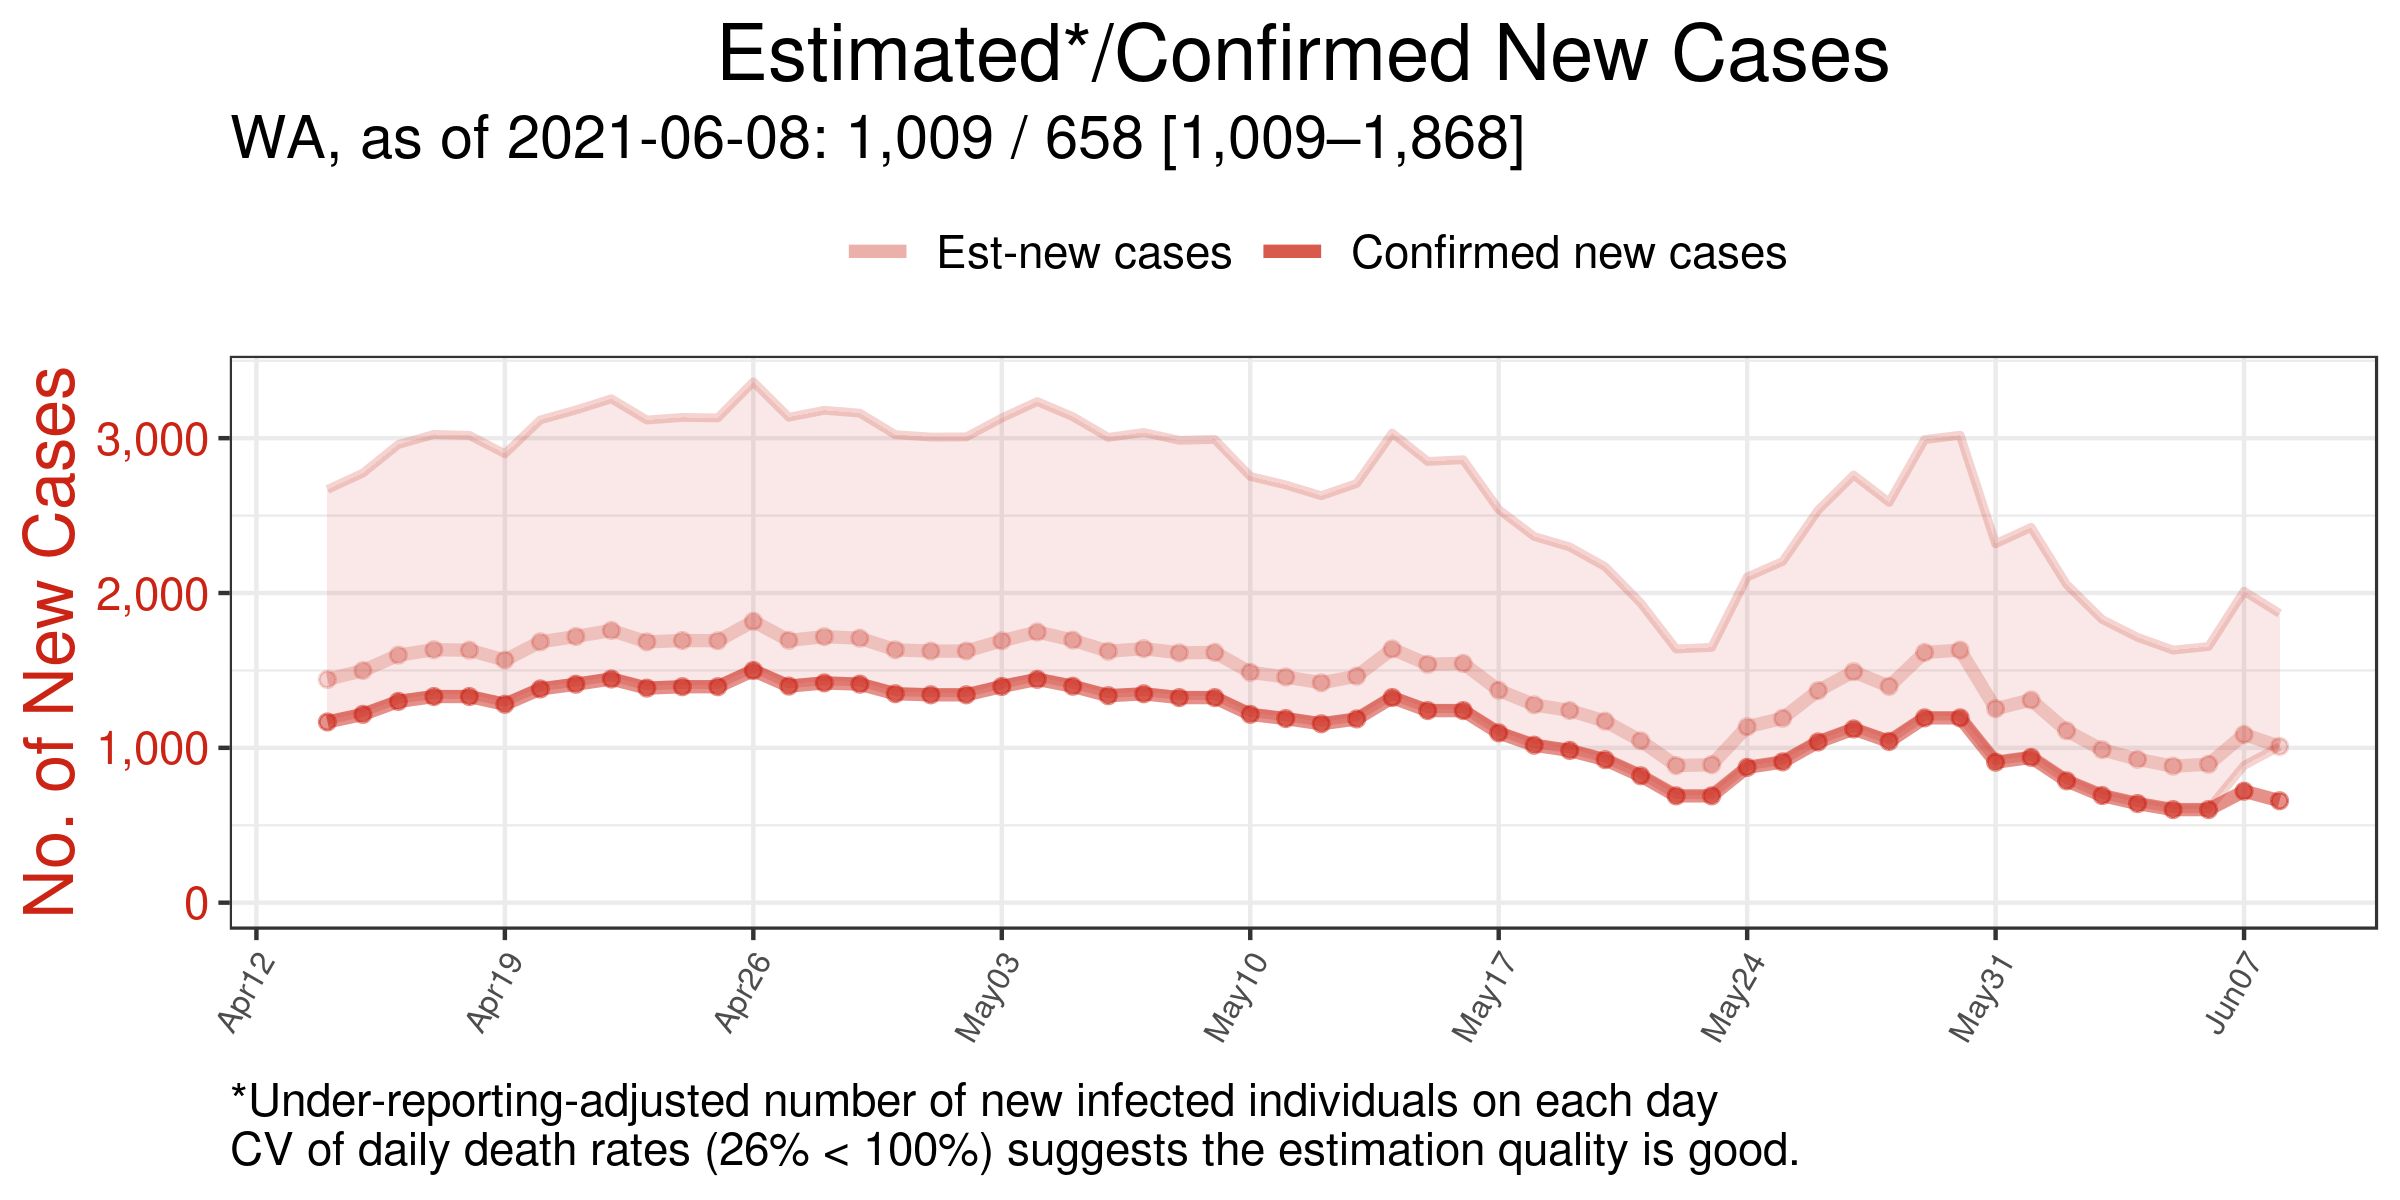 Estimated*/Confirmed New Cases
WA, as of 2021-06-08: 1,009 / 658 [1,009–1,868]
Est-new cases
Confirmed new cases
No. of New Cases
3,000
2,000
1,000
0
Apr12
Apr19
Apr26
May03
May10
May17
May24
May31
Jun07
*Under-reporting-adjusted number of new infected individuals on each day
CV of daily death rates (26% < 100%) suggests the estimation quality is good.